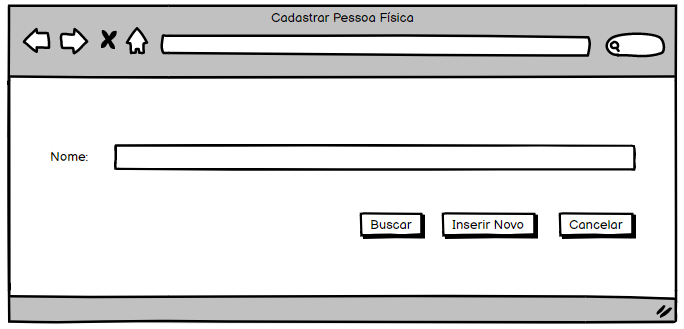 Cadastrar Pessoa Física
Nome:
Buscar Inserir Novo Cancelar